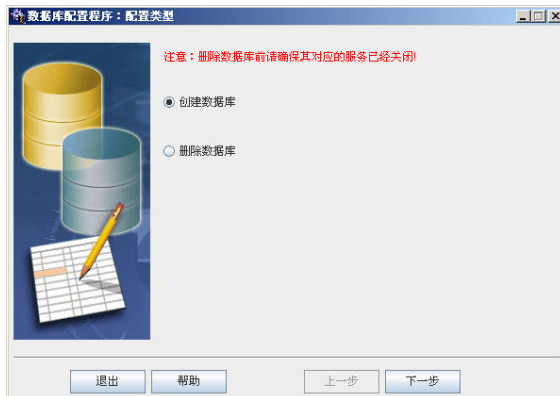 数据库配置程序：配置类型
注意：删除数据库前请确保其对应的服务已经关闭!
创建数据库
删除数据库
退出
帮助
上一步
下一步